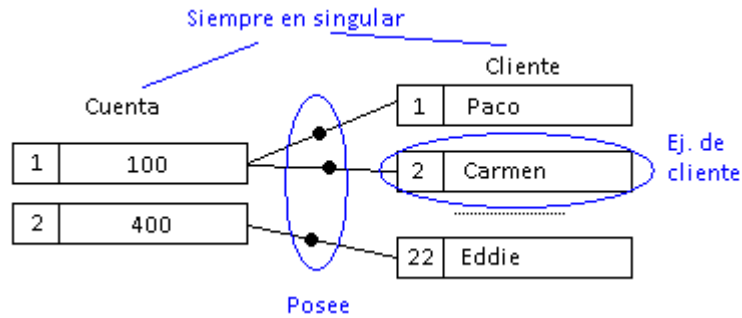 Siempre en singular
Cliente
Cuenta
1 Paco
1 100
2 Carmen
Ej. de
cliente
2 400
22 Eddie
Posee